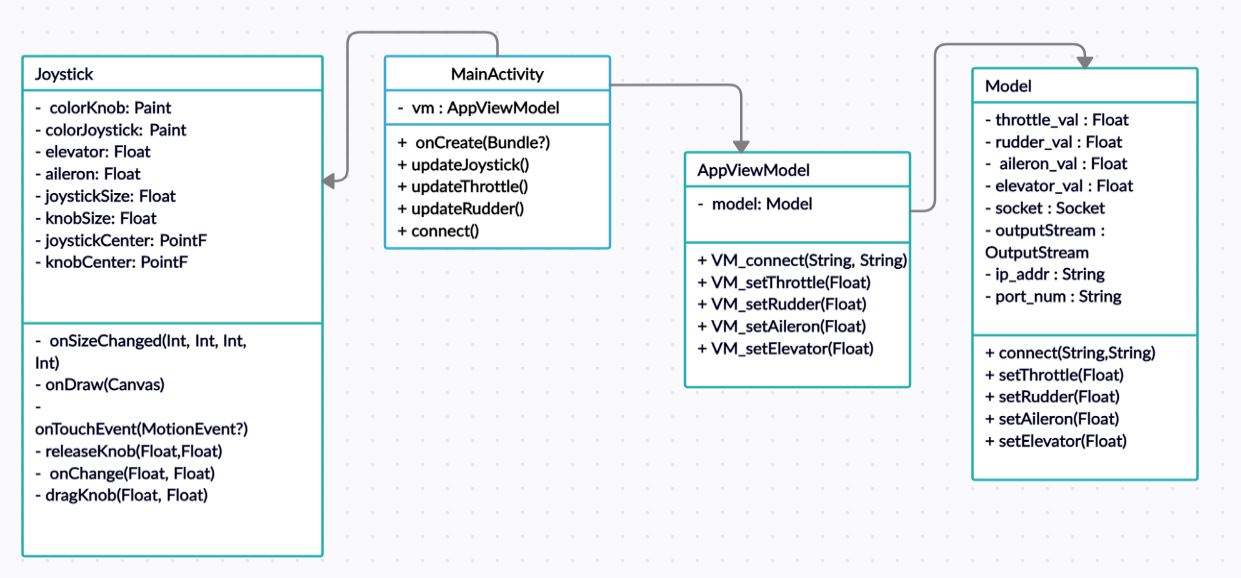 Joystick
- colorKnob: Paint
- colorJoystick: Paint
- elevator: Float
- aileron: Float
- joystickSize: Float
- knobSize: Float
- joystickCenter: PointF
- knobCenter: PointF
- onSizeChanged(Int, Int, Int,
Int)
- onDraw(Canvas)
-
onTouchEvent(MotionEvent?)
- releaseKnob(Float,Float)
- onChange(Float, Float)
- dragKnob(Float, Float)
MainActivity
- vm : AppViewModel
+ onCreate(Bundle?)
+ updateJoystick()
+ updateThrottle()
+ updateRudder()
+ connect()
AppViewModel
- model: Model
+ VM_connect(String, String)
+ VM_setThrottle(Float)
+ VM_setRudder(Float)
+ VM_setAileron(Float)
+ VM_setElevator(Float)
Model
- throttle_val : Float
- rudder_val : Float
- aileron_val : Float
- elevator_val : Float
- socket : Socket
- outputStream :
OutputStream
- ip_addr : String
- port_num : String
+ connect(String,String)
+ setThrottle(Float)
+ setRudder(Float)
+ setAileron(Float)
+ setElevator(Float)